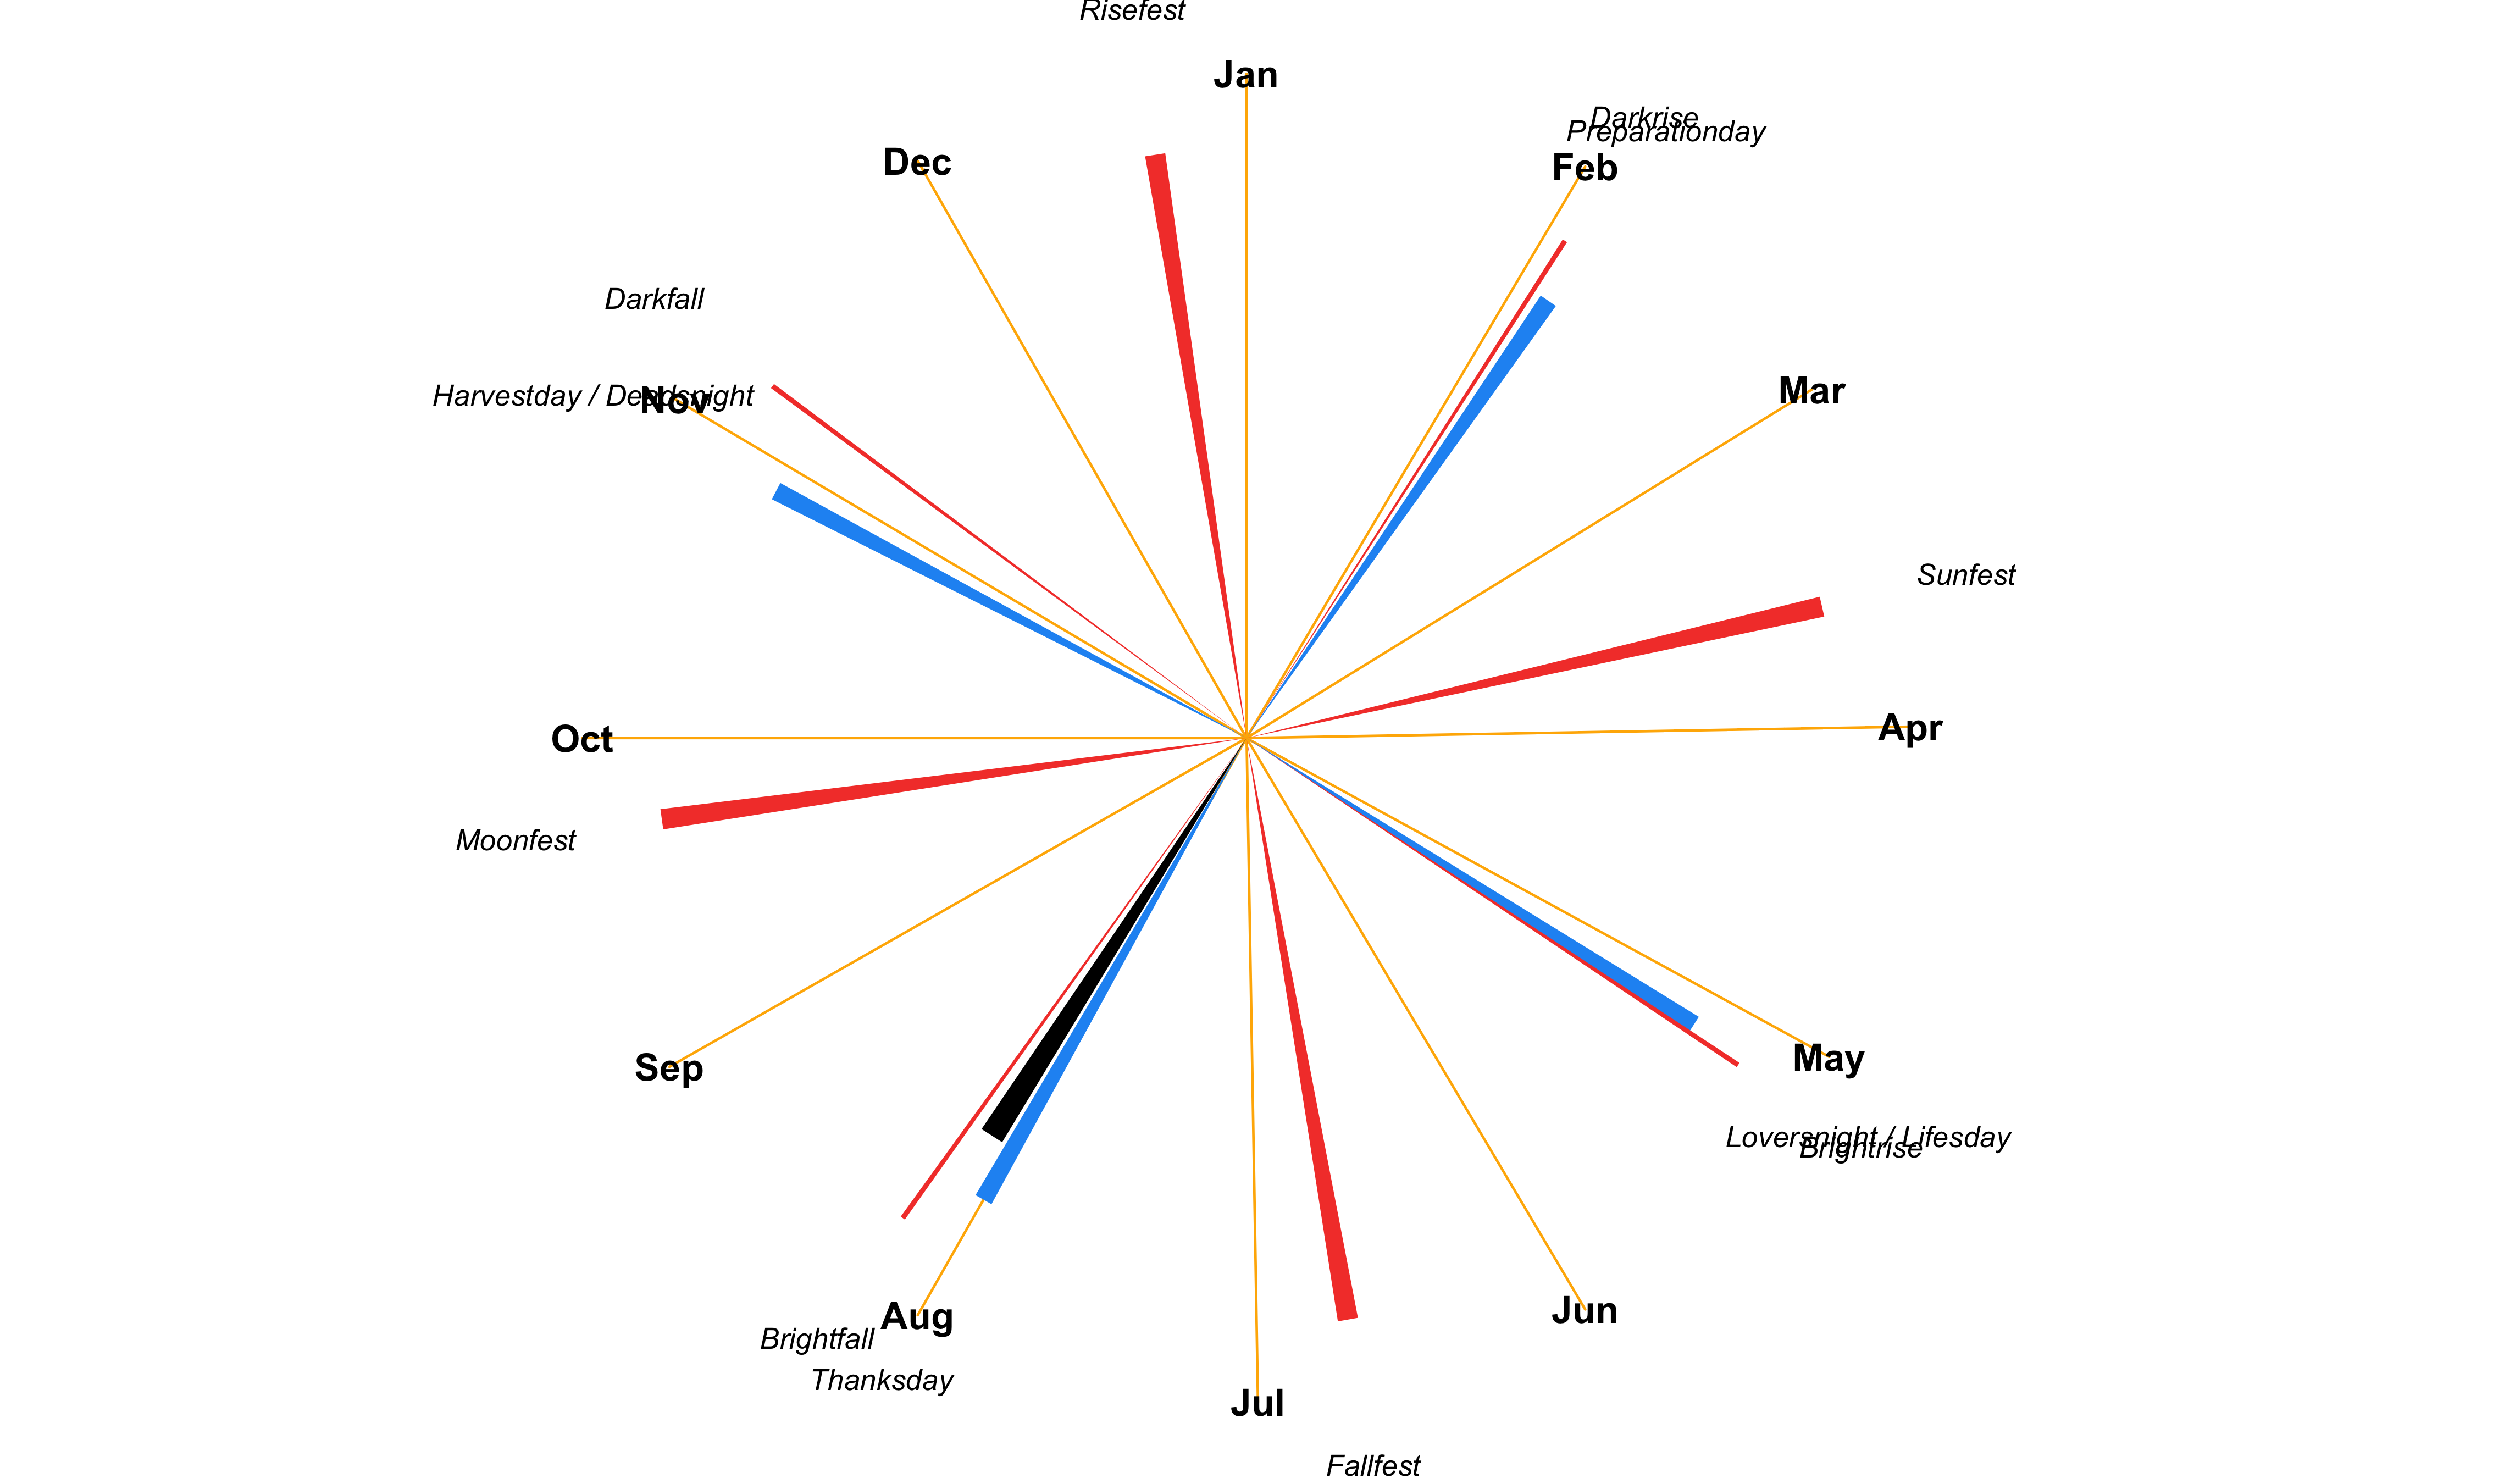 Risefest
Jan
Darkrise
Preparationday
Dec
Feb
Darkfall
Mar
Harvestday / Deadsnight
Nov
Sunfest
Apr
Oct
Moonfest
May
Sep
Loversnight / Lifesday
Brightrise
Jun
Aug
Brightfall
Thanksday
Jul
Fallfest